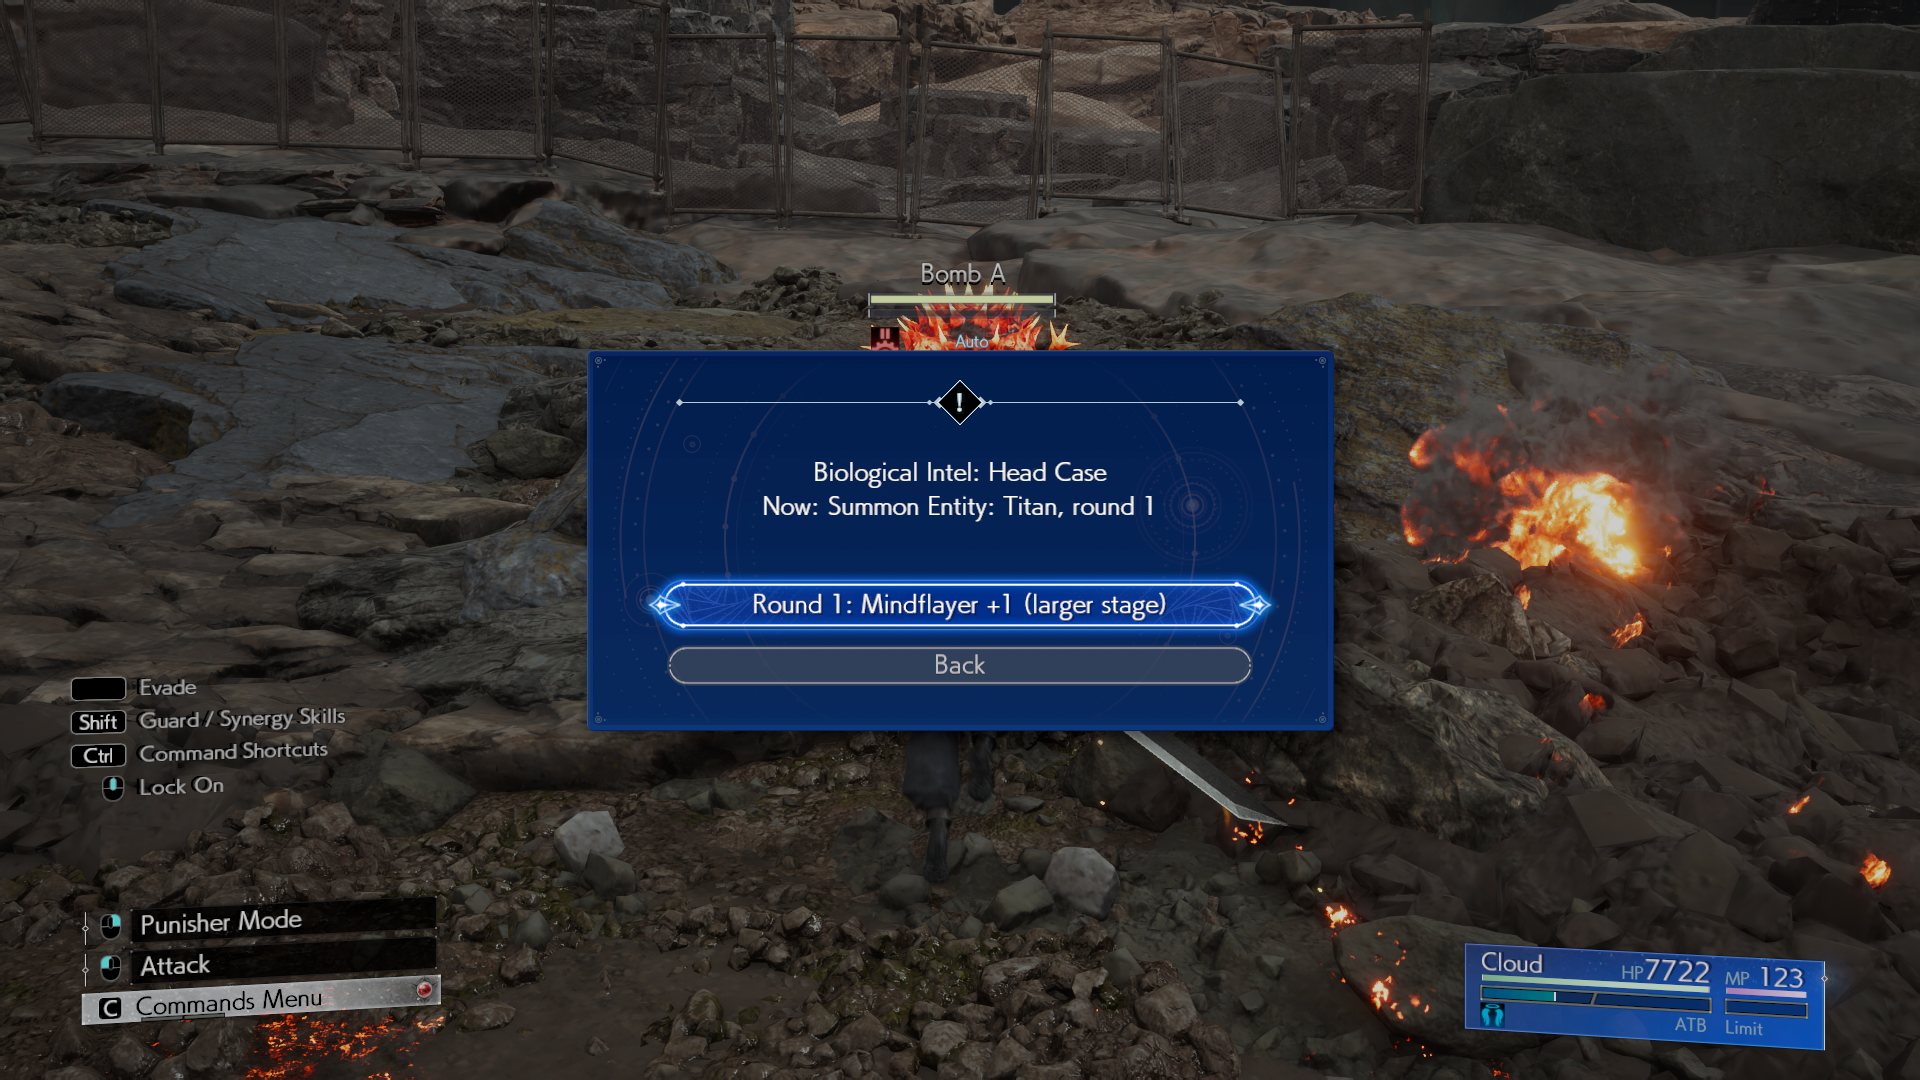 Bomb A
Auto
!
Biological Intel: Head Case
Now: Summon Entity: Titan, round 1
Round 1: Mindflayer +1 (larger stage)
Back
Evade
Shift Guard / Synergy Skills
Ctrl Command Shortcuts
Lock On
Punisher Mode
Attack
C Commands Menu
Cloud HP 7722 MP 123
ATB Limit